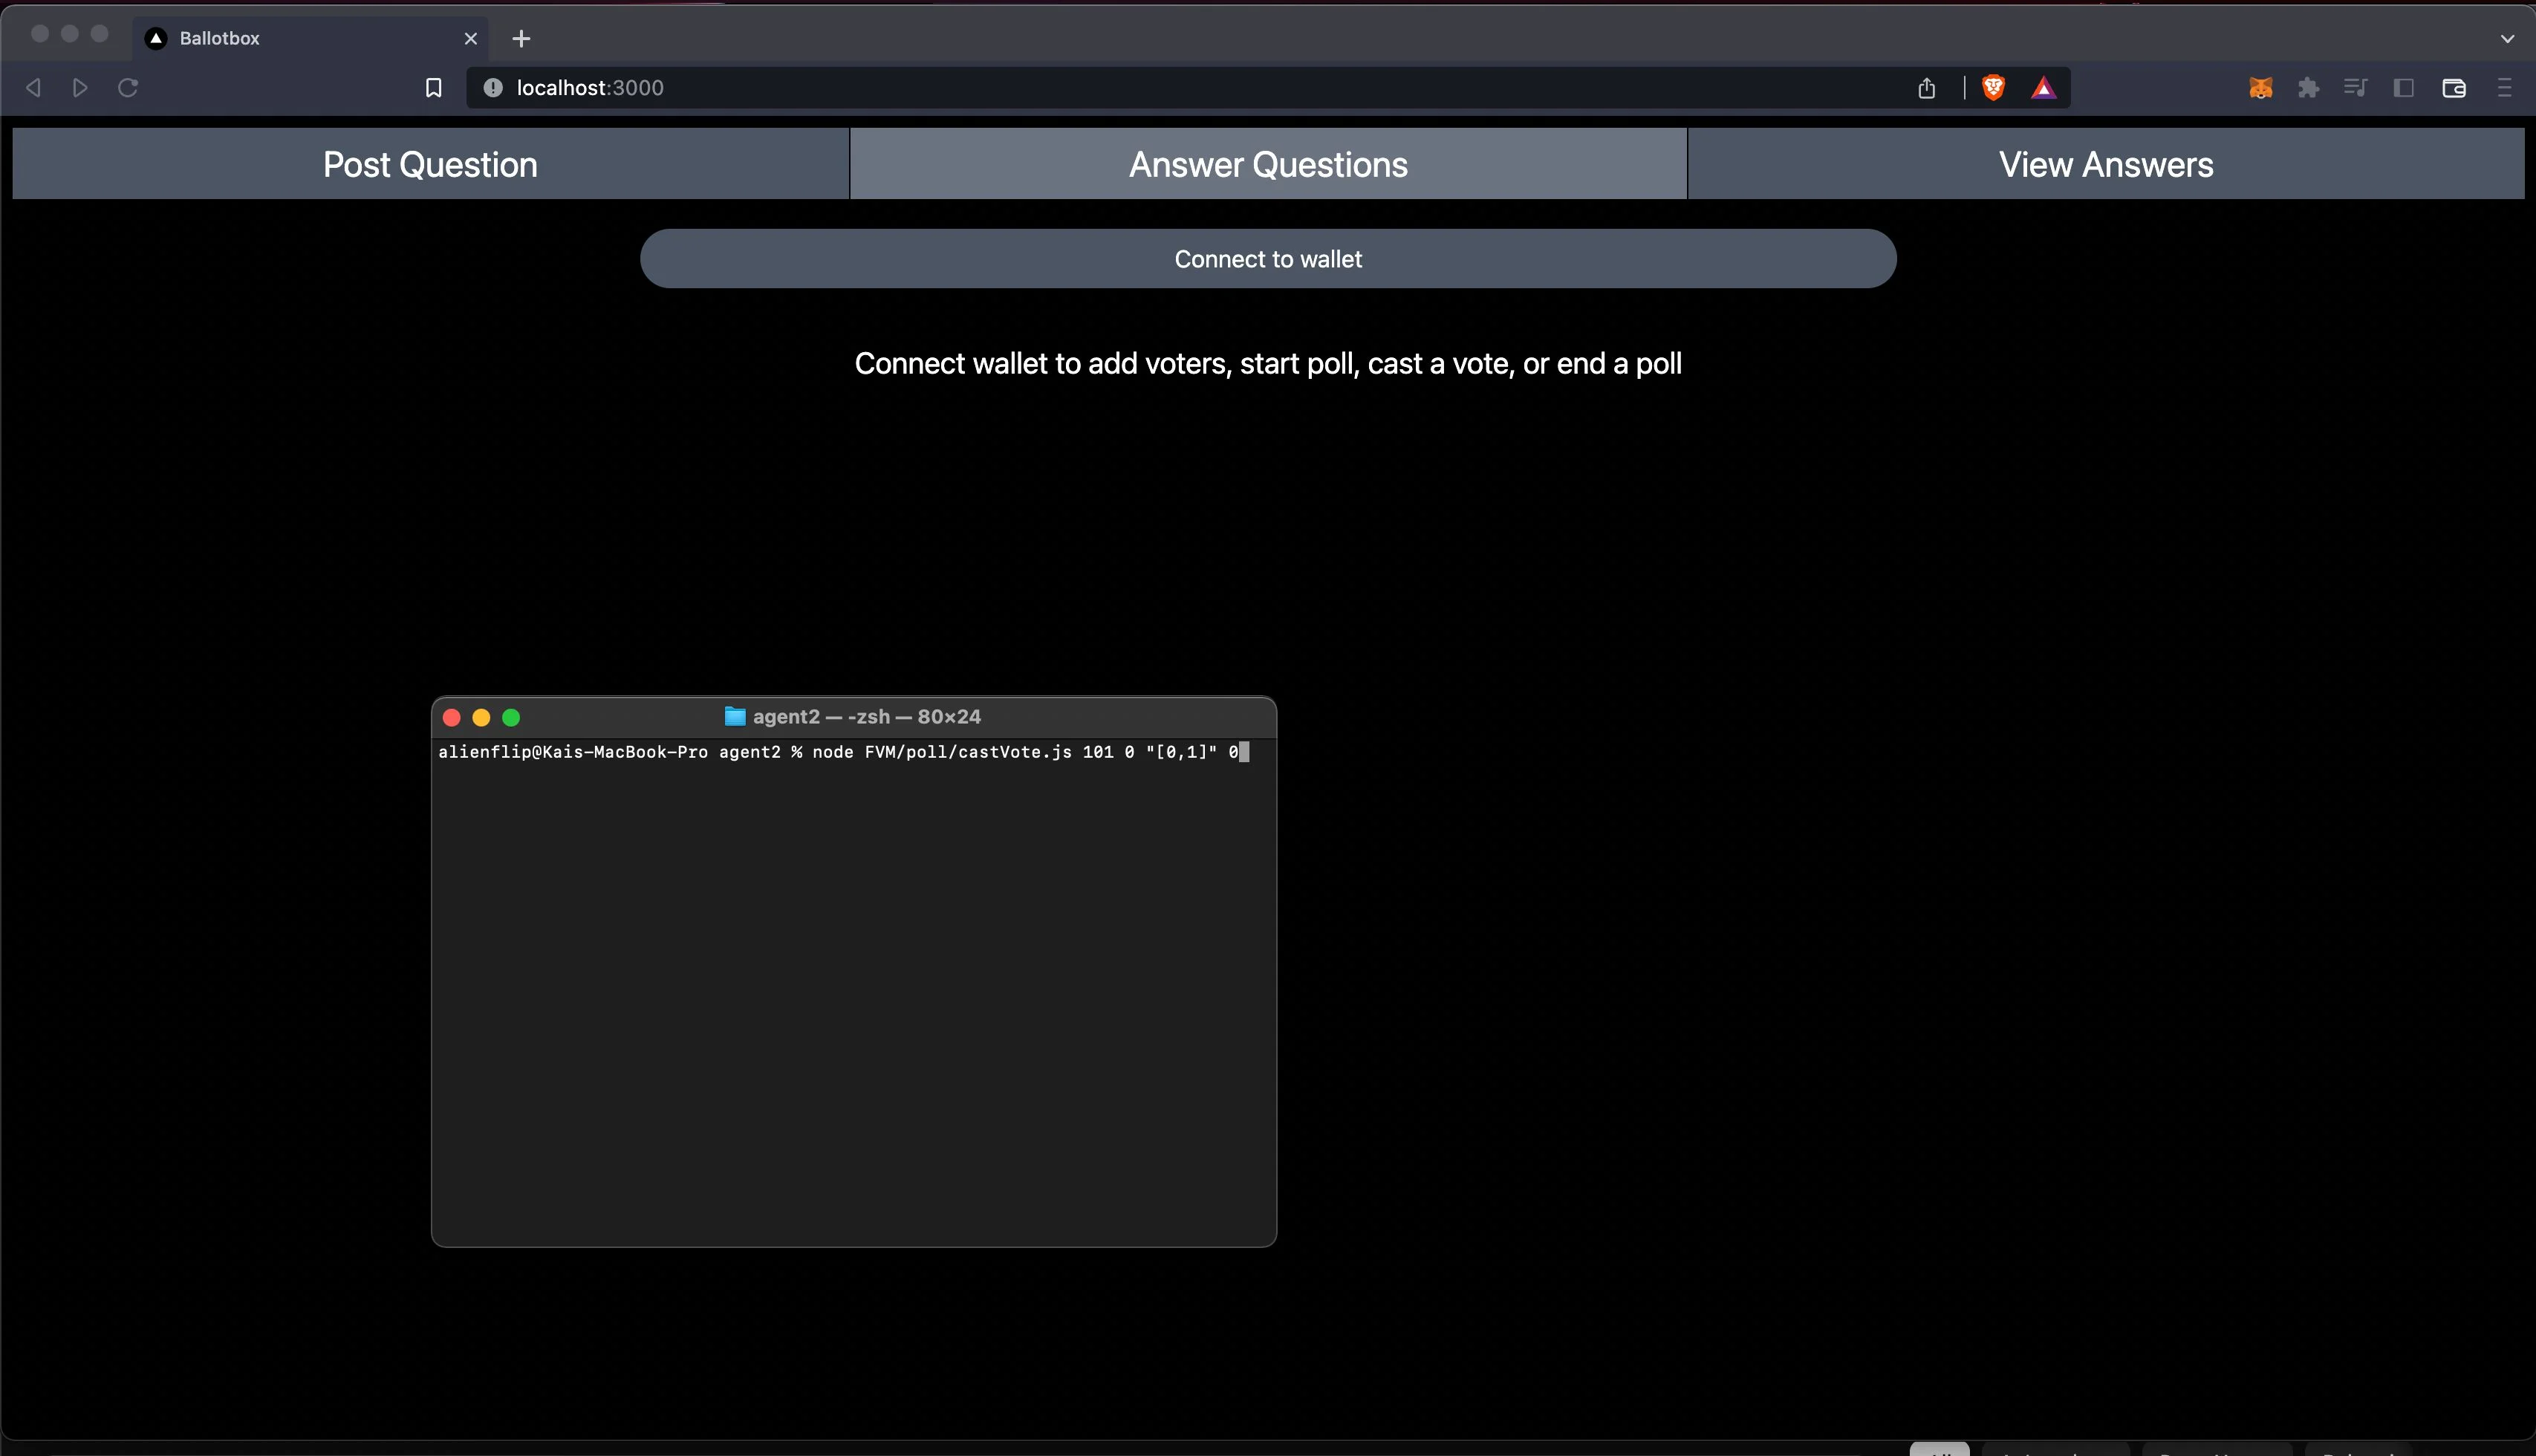 Ballotbox
localhost:3000
Post Question
Answer Questions
View Answers
Connect to wallet
Connect wallet to add voters, start poll, cast a vote, or end a poll
agent2 — -zsh — 80×24
alienflip@Kais-MacBook-Pro agent2 % node FVM/poll/castVote.js 101 0 "[0,1]" 0